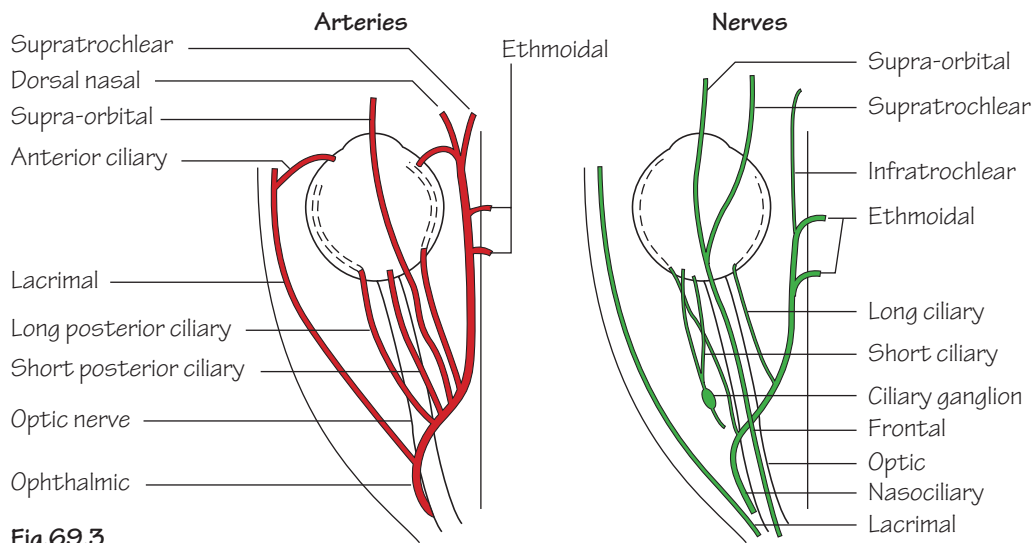 Arteries
Supratrochlear
Dorsal nasal
Supra-orbital
Anterior ciliary
Ethmoidal
Lacrimal
Long posterior ciliary
Short posterior ciliary
Optic nerve
Ophthalmic
Nerves
Supra-orbital
Supratrochlear
Infratrochlear
Ethmoidal
Long ciliary
Short ciliary
Ciliary ganglion
Frontal
Optic
Nasociliary
Lacrimal
Fig.69.3